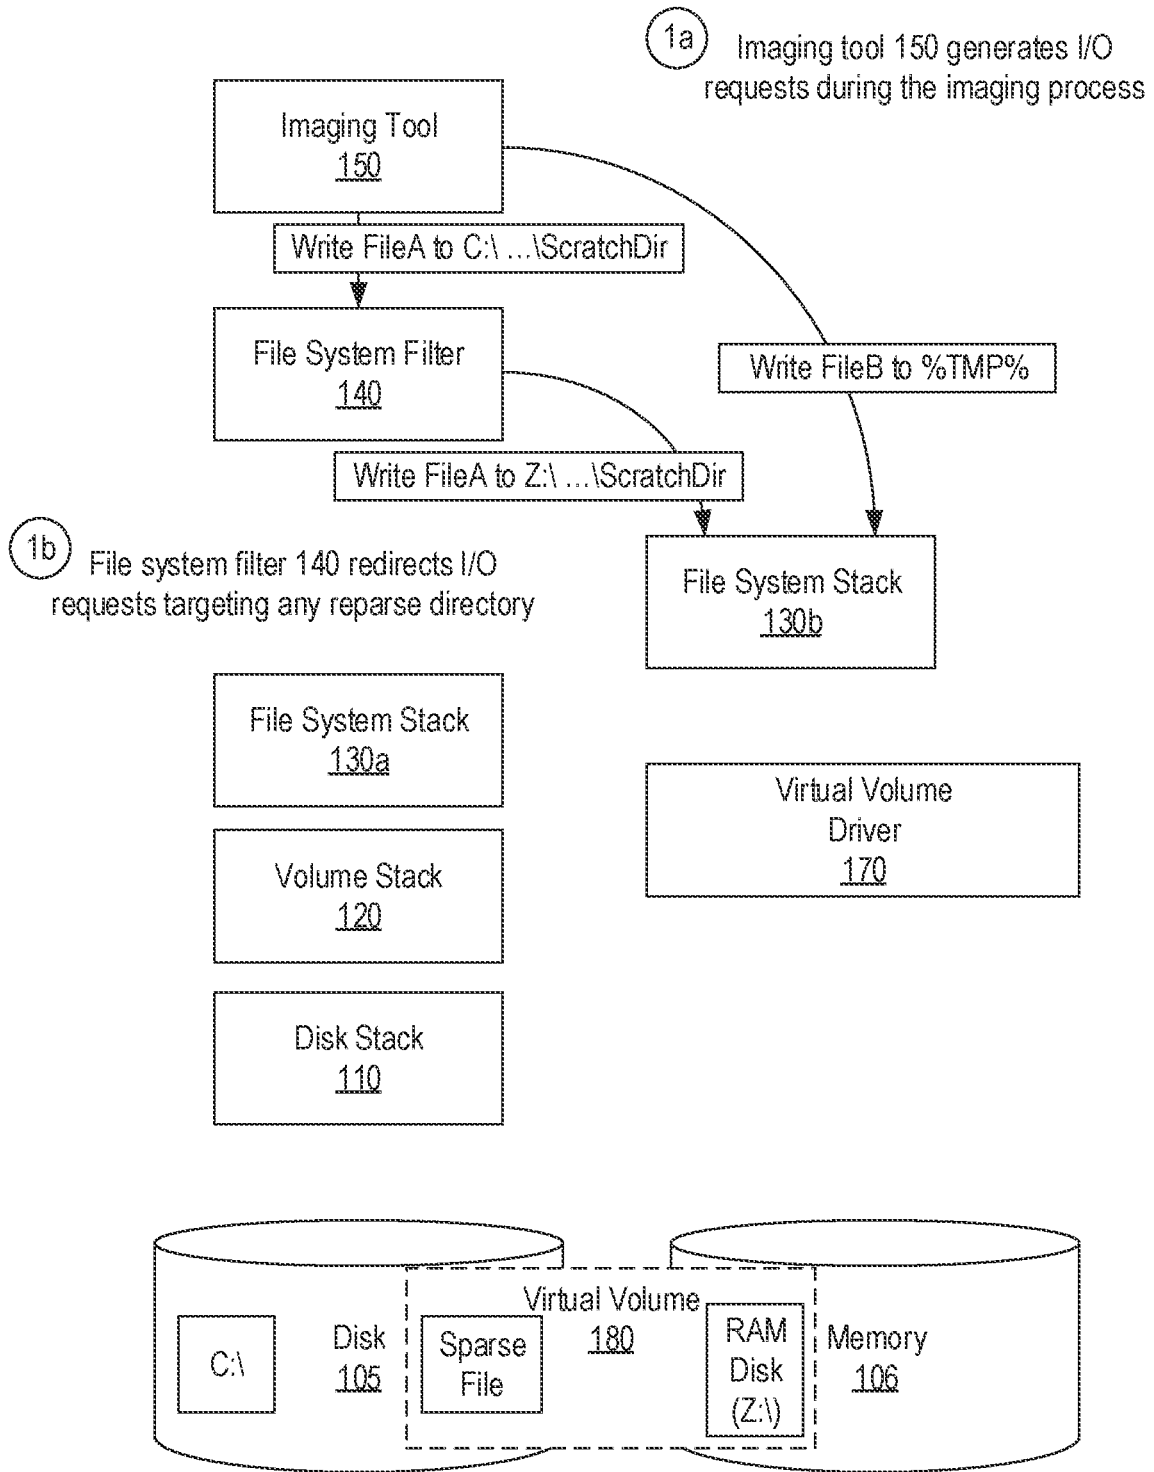 1a
Imaging tool 150 generates I/O
requests during the imaging process
Imaging Tool
150
Write FileA to C:\ ...\ScratchDir
File System Filter
140
Write FileB to %TMP%
Write FileA to Z:\ ...\ScratchDir
1b
File system filter 140 redirects I/O
requests targeting any reparse directory
File System Stack
130b
File System Stack
130a
Virtual Volume
Driver
170
Volume Stack
120
Disk Stack
110
C:\
Disk
105
Sparse
File
Virtual Volume
180
RAM
Disk
(Z:\)
Memory
106